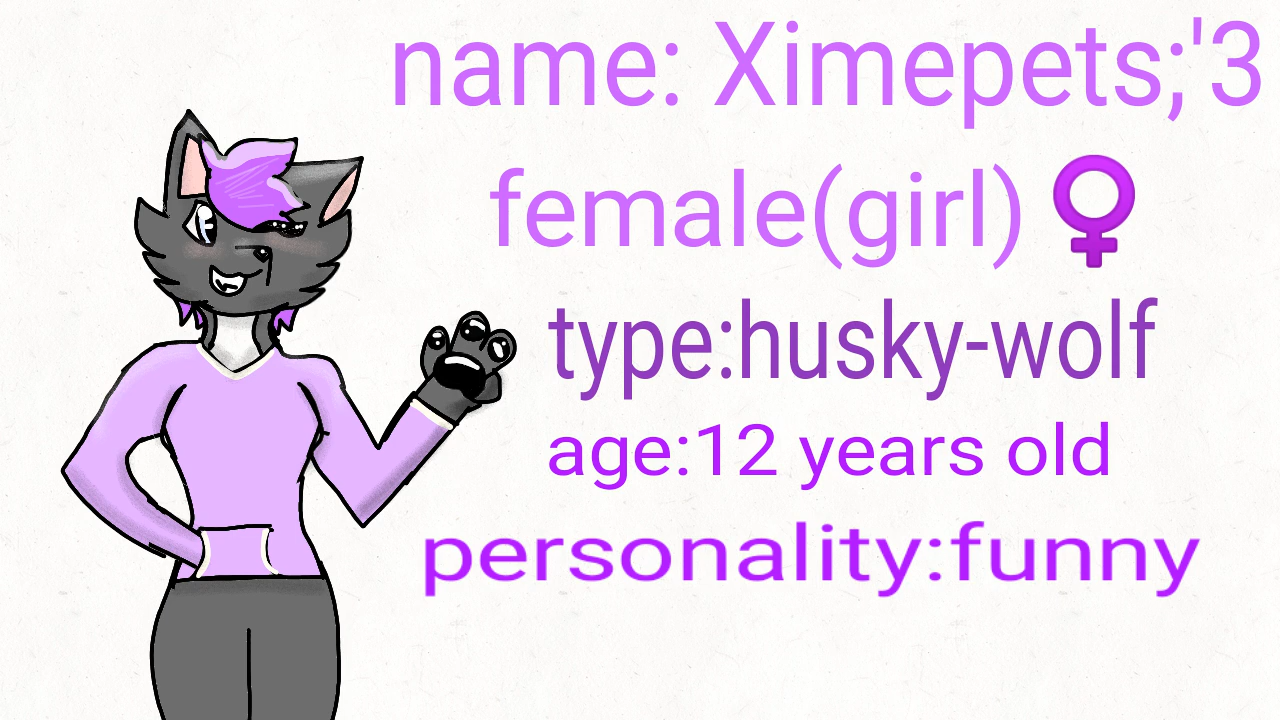 name: Ximepets;'3
female(girl) ♀
type:husky-wolf
age:12 years old
personality:funny